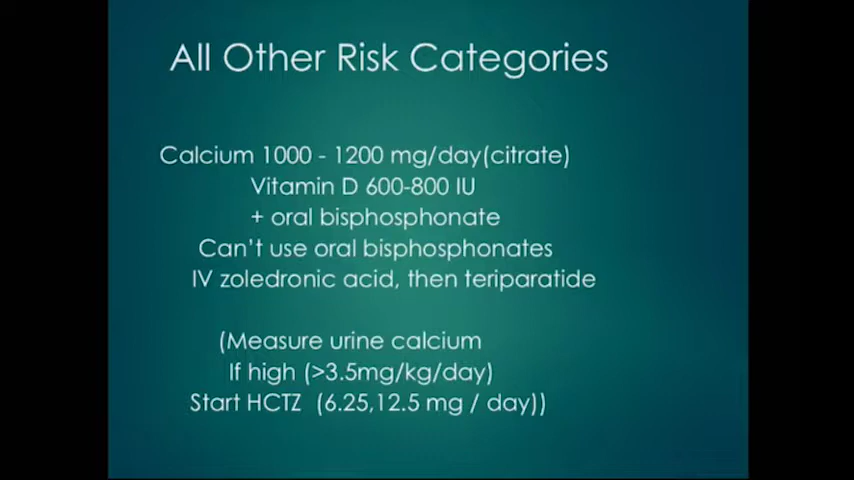 All Other Risk Categories
Calcium 1000 - 1200 mg/day(citrate)
Vitamin D 600-800 IU
+ oral bisphosphonate
Can't use oral bisphosphonates
IV zoledronic acid, then teriparatide
(Measure urine calcium
If high (>3.5mg/kg/day)
Start HCTZ (6.25,12.5 mg / day))